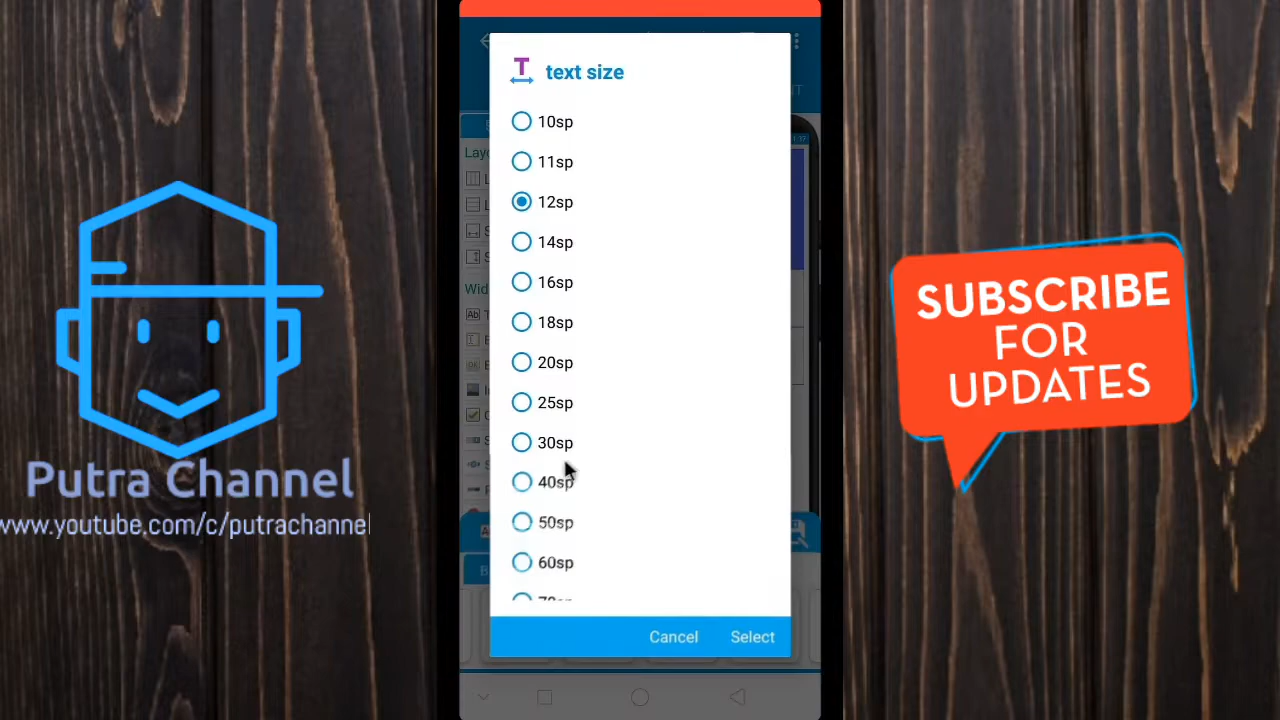 T text size
10sp
11sp
12sp
14sp
16sp
18sp
20sp
25sp
30sp
40sp
50sp
60sp
Cancel Select
Putra Channel
www.youtube.com/c/putrachannel
SUBSCRIBE
FOR
UPDATES